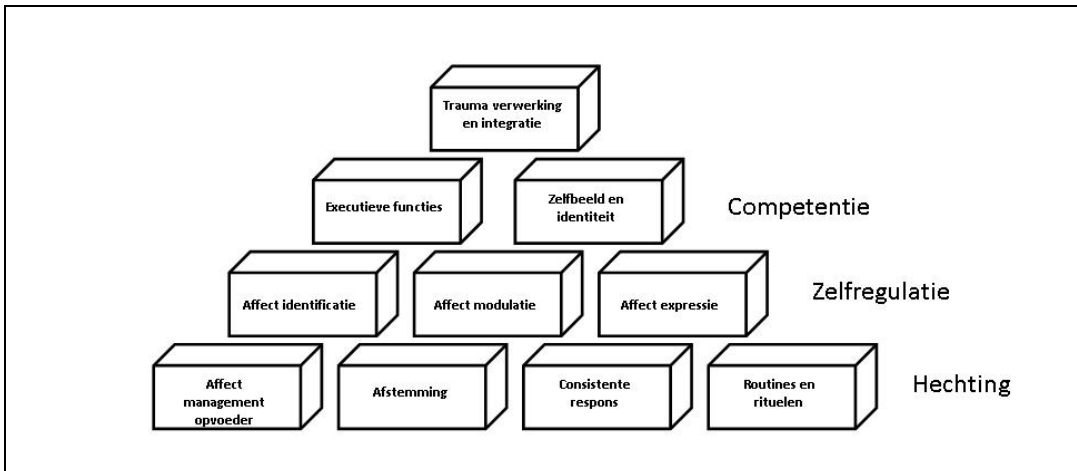 Trauma verwerking
en integratie
Executieve functies
Zelfbeeld en
identiteit
Competentie
Affect identificatie
Affect modulatie
Affect expressie
Zelfregulatie
Affect
management
opvoeder
Afstemming
Consistente
respons
Routines en
rituelen
Hechting